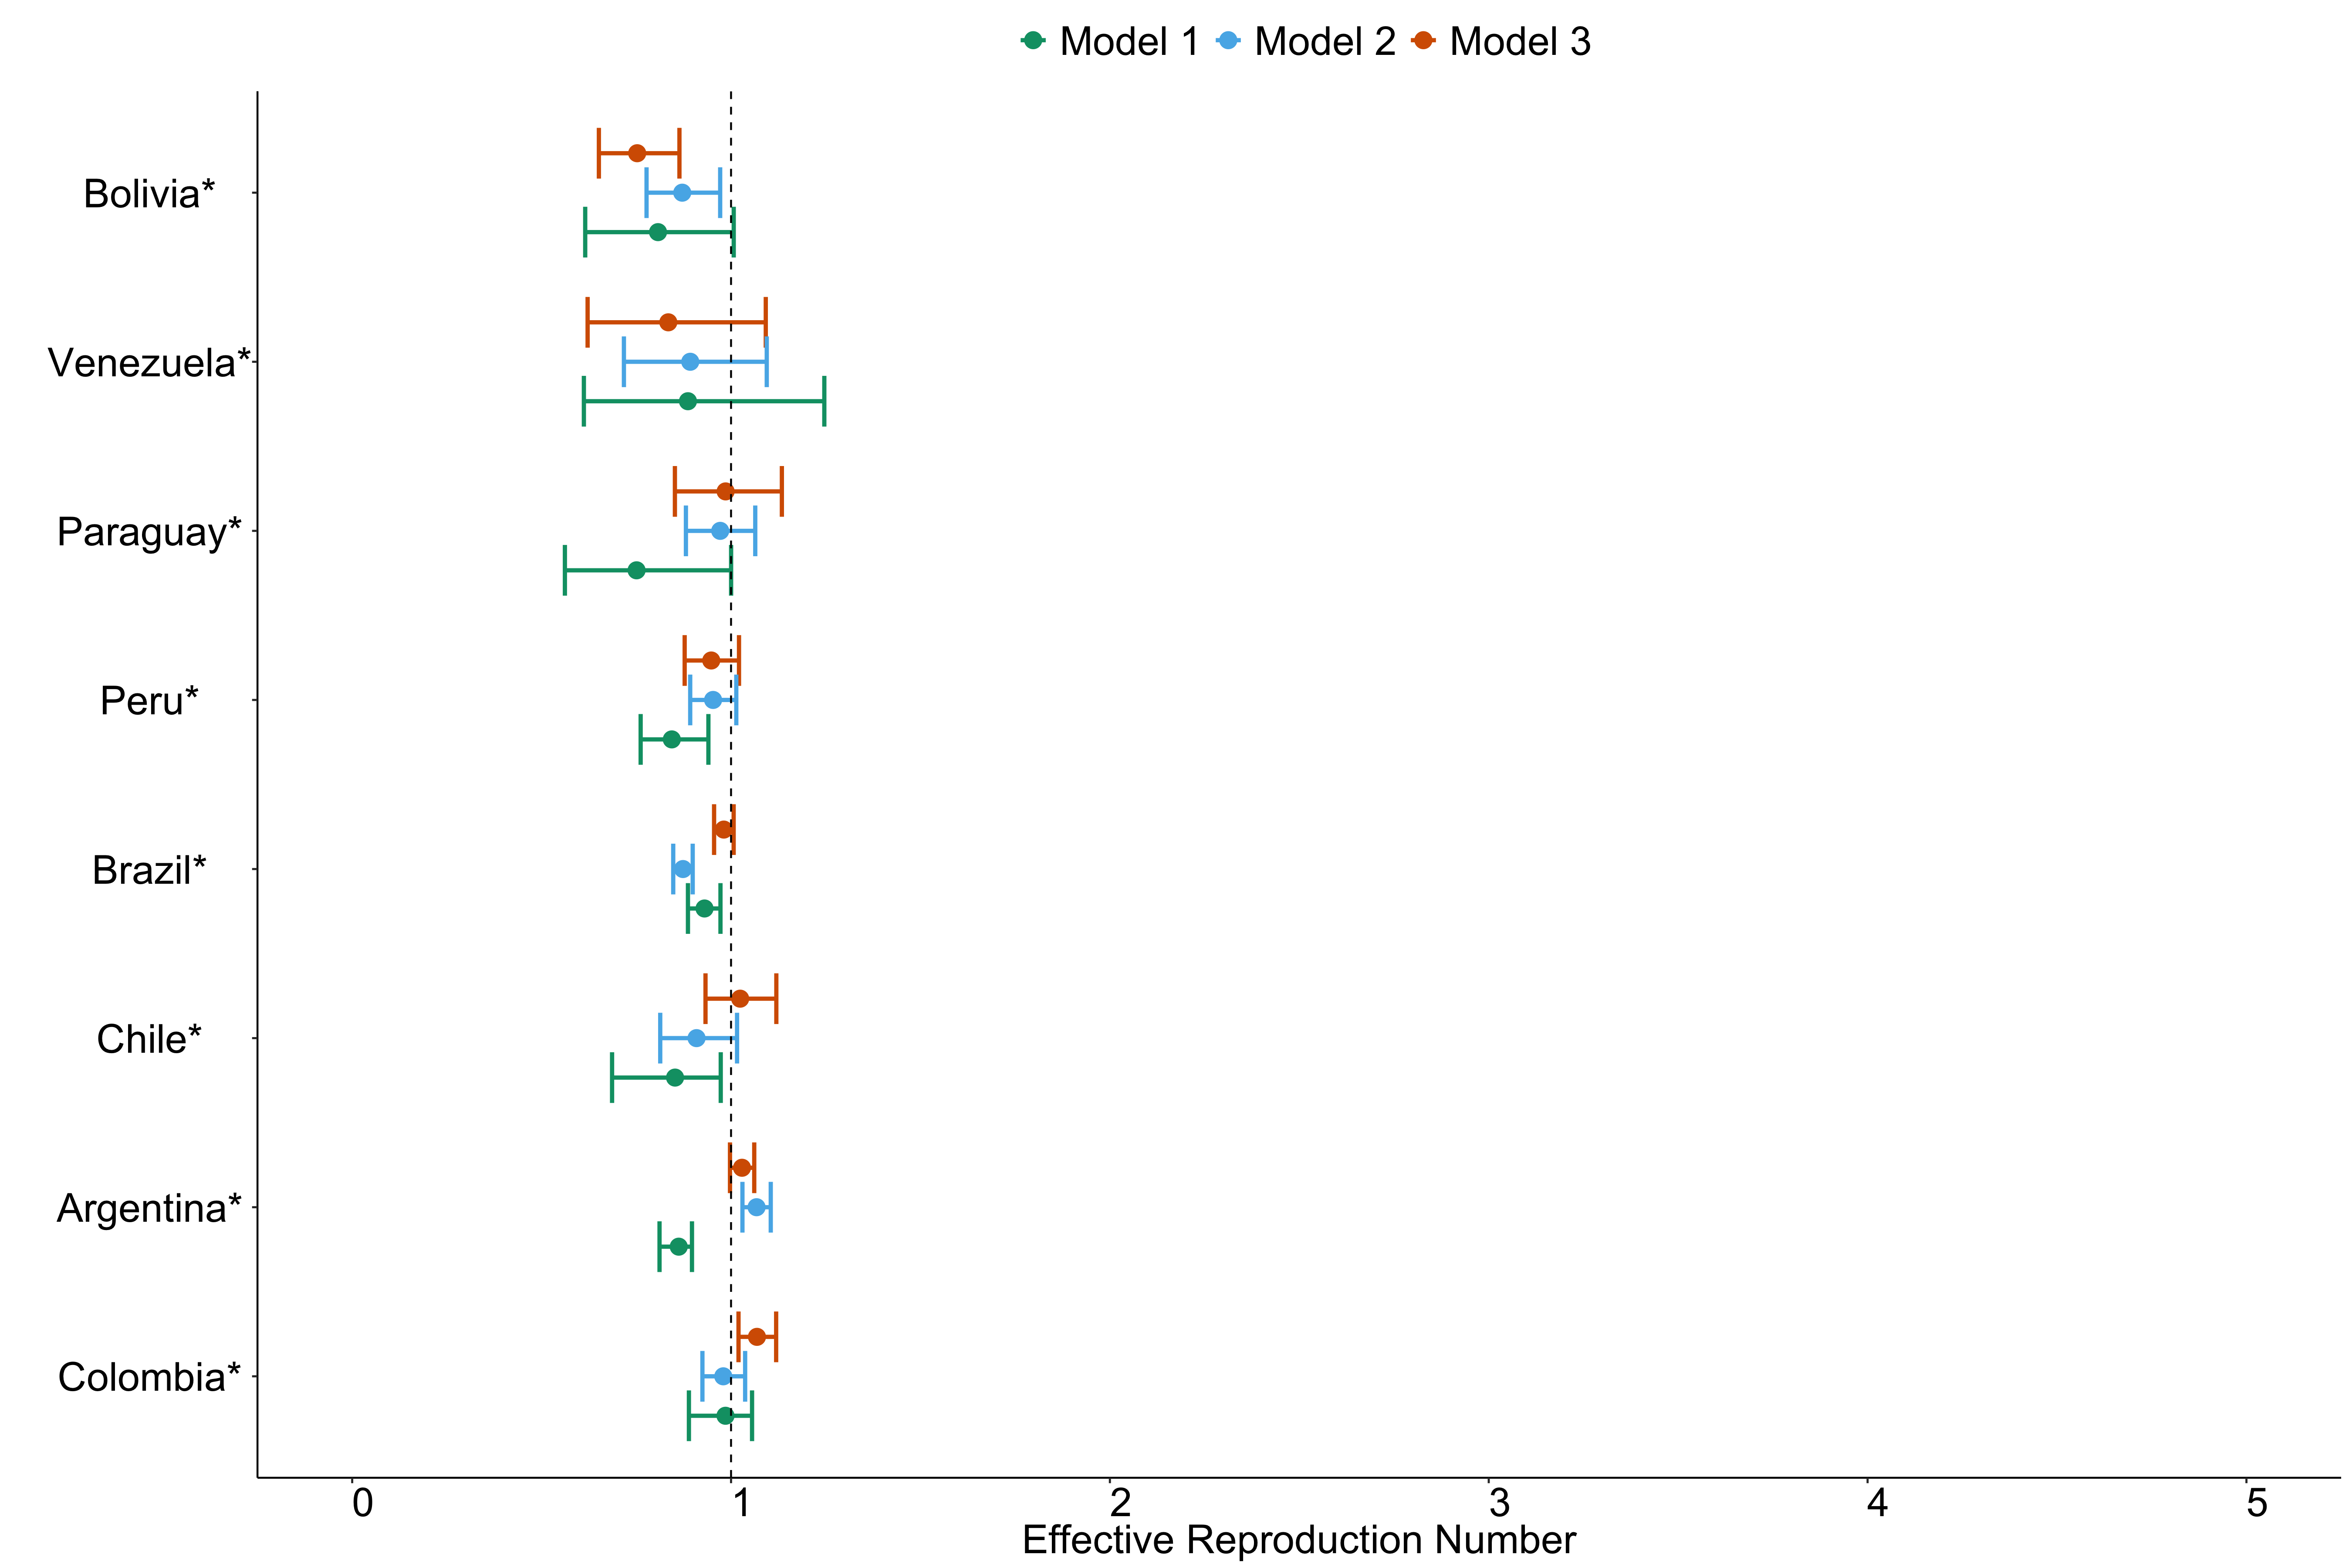 Model 1 Model 2 Model 3
Bolivia*
Venezuela*
Paraguay*
Peru*
Brazil*
Chile*
Argentina*
Colombia*
0 1 2 3 4 5
Effective Reproduction Number